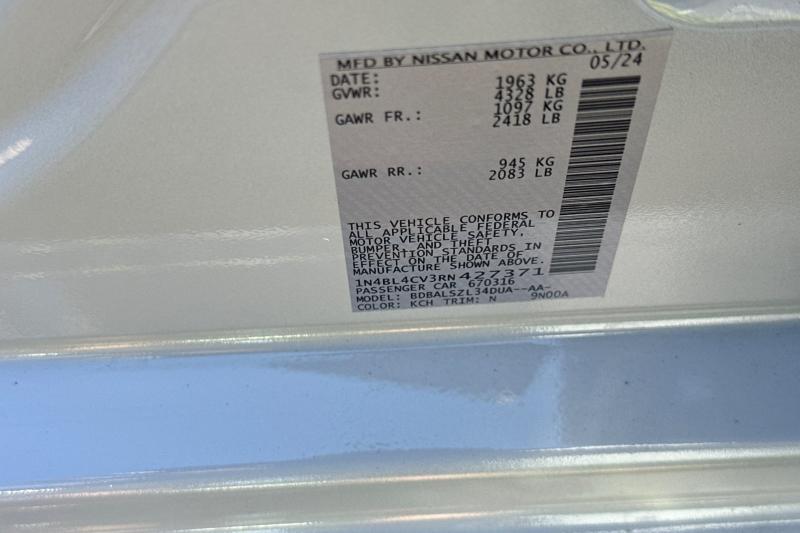 MFD BY NISSAN MOTOR CO., LTD.
DATE: 05/24
GVWR: 1963 KG
4328 LB
GAWR FR.: 1097 KG
2418 LB
GAWR RR.: 945 KG
2083 LB
THIS VEHICLE CONFORMS TO
ALL APPLICABLE FEDERAL
MOTOR VEHICLE SAFETY,
BUMPER, AND THEFT
PREVENTION STANDARDS IN
EFFECT ON THE DATE OF
MANUFACTURE SHOWN ABOVE.
1N4BL4CV3RN427371
PASSENGER CAR 670316
MODEL: BDBALSZL34DUA--AA-
COLOR: KCH TRIM: N 9N00A